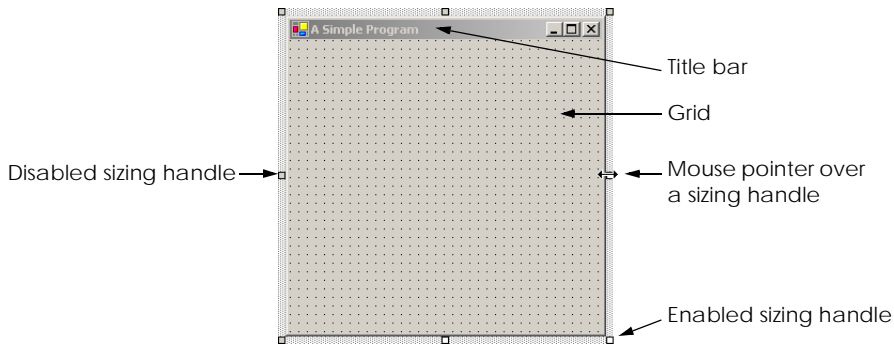 A Simple Program
Title bar
Grid
Disabled sizing handle
Mouse pointer over
a sizing handle
Enabled sizing handle